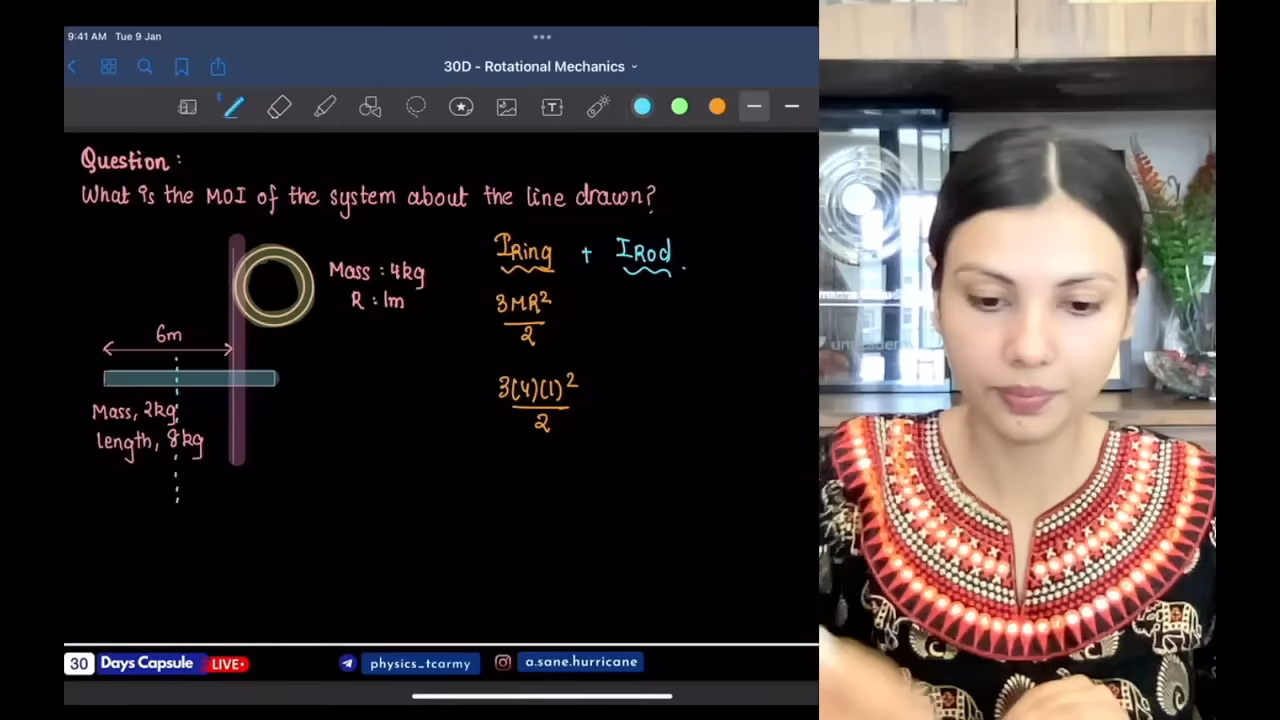 9:41 AM Tue 9 Jan
30D - Rotational Mechanics
Question:
What is the MOI of the system about the line drawn?
I Ring + I Rod.
Mass : 4kg
R : 1m
3MR²
2
6m
3(4)(1)²
2
Mass, 2kg
length, 8kg
30 Days Capsule LIVE
physics_tcarmy
a.sane.hurricane